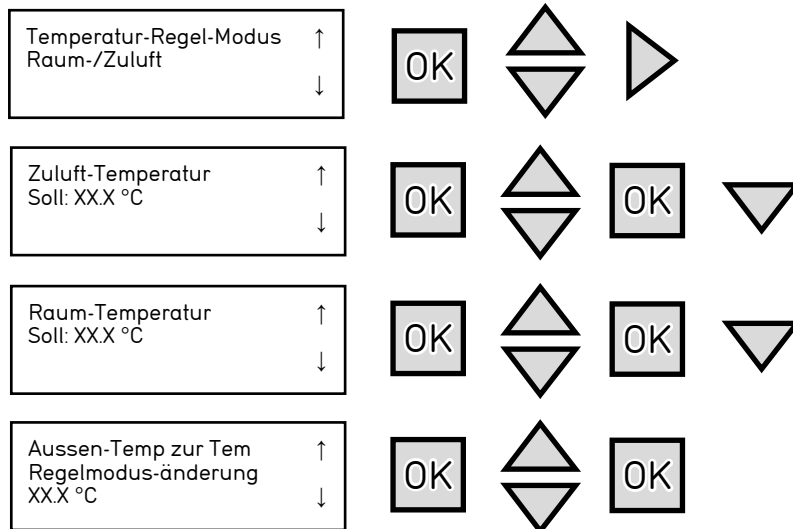 Temperatur-Regel-Modus ↑
Raum-/Zuluft
↓
OK
Zuluft-Temperatur ↑
Soll: XX.X °C
↓
OK OK
Raum-Temperatur ↑
Soll: XX.X °C
↓
OK OK
Aussen-Temp zur Tem ↑
Regelmodus-änderung
XX.X °C ↓
OK OK